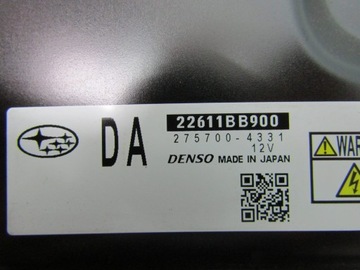 DA
22611BB900
275700-4331
12V
DENSO MADE IN JAPAN
WAR